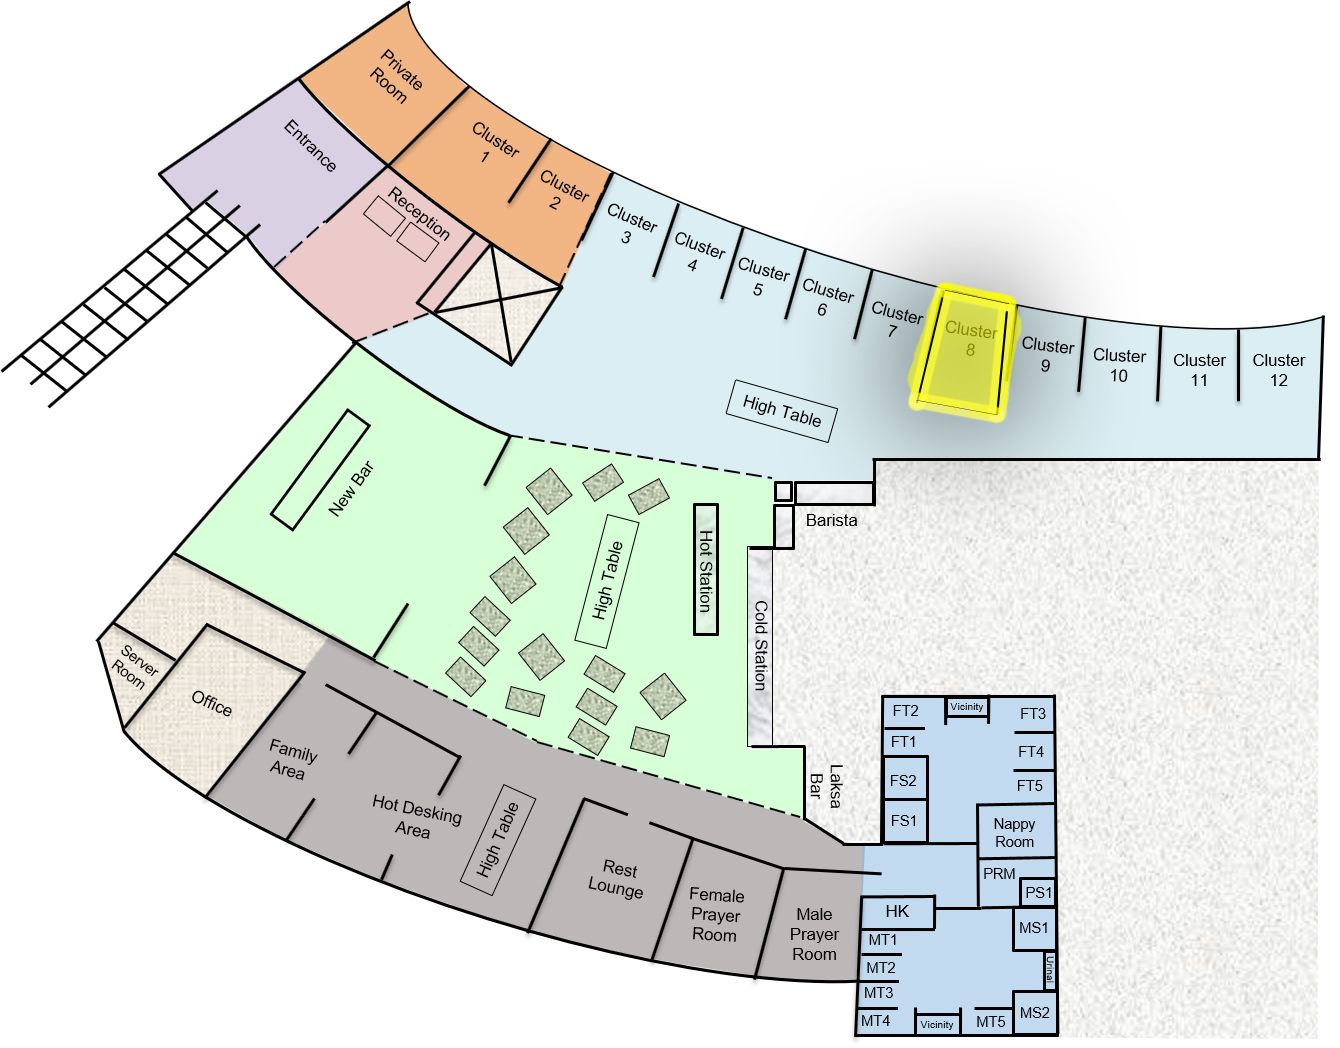 Private
Room
Entrance
Cluster
1
Cluster
2
Reception
Cluster
3
Cluster
4
Cluster
5
Cluster
6
Cluster
7
Cluster
8
Cluster
9
Cluster
10
Cluster
11
Cluster
12
High Table
New Bar
High Table
Hot Station
Barista
Cold Station
Laksa
Bar
Server
Room
Office
Family
Area
Hot Desking
Area
High Table
Rest
Lounge
Female
Prayer
Room
Male
Prayer
Room
FT2
Vicinity
FT3
FT1
FT4
FS2
FT5
FS1
Nappy
Room
PRM
PS1
HK
MS1
MT1
MT2
Urinal
MT3
MS2
MT4
Vicinity
MT5